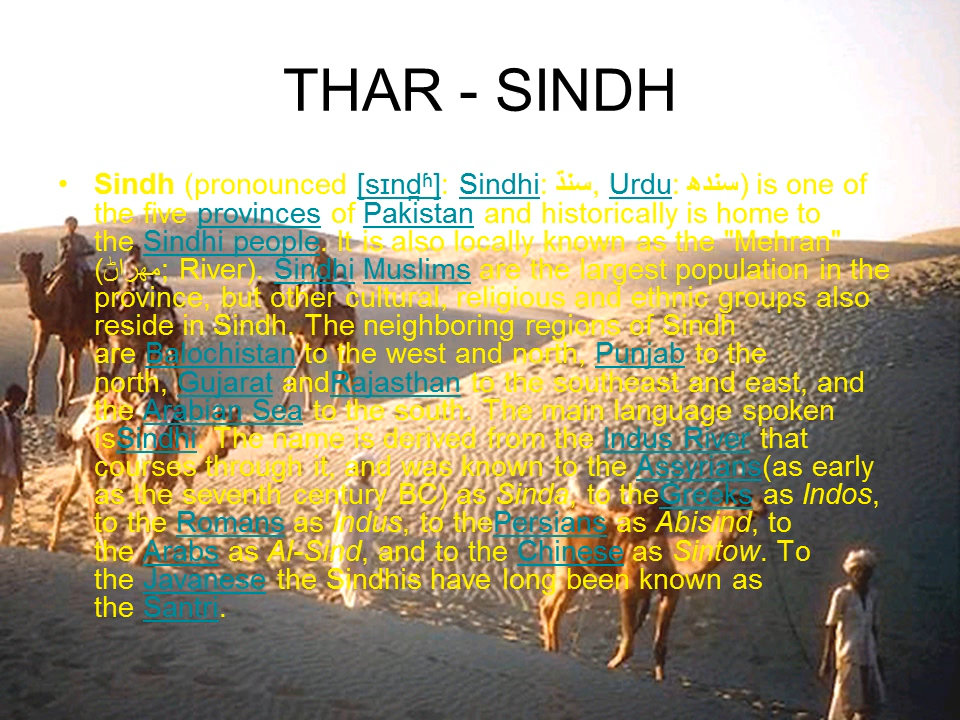 THAR - SINDH
• Sindh (pronounced [sɪnd̪ʱ]: Sindhi: سنڌ, Urdu: سندھ) is one of
the five provinces of Pakistan and historically is home to
the Sindhi people. It is also locally known as the "Mehran"
(مهراڻ: River). Sindhi Muslims are the largest population in the
province, but other cultural, religious and ethnic groups also
reside in Sindh. The neighboring regions of Sindh
are Balochistan to the west and north, Punjab to the
north, Gujarat andRajasthan to the southeast and east, and
the Arabian Sea to the south. The main language spoken
isSindhi. The name is derived from the Indus River that
courses through it, and was known to the Assyrians(as early
as the seventh century BC) as Sinda, to theGreeks as Indos,
to the Romans as Indus, to thePersians as Abisind, to
the Arabs as Al-Sind, and to the Chinese as Sintow. To
the Javanese the Sindhis have long been known as
the Santri.